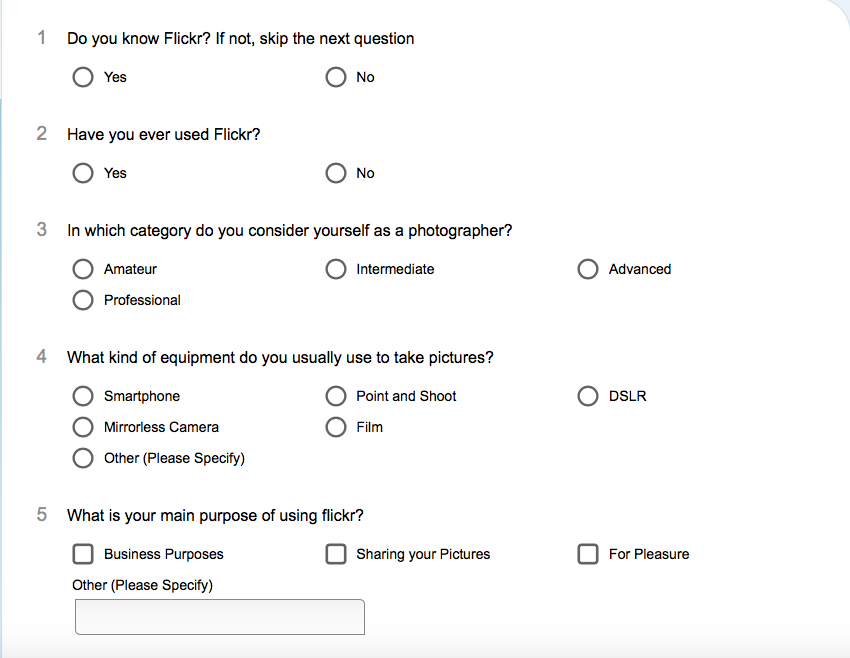 1 Do you know Flickr? If not, skip the next question
Yes No
2 Have you ever used Flickr?
Yes No
3 In which category do you consider yourself as a photographer?
Amateur Intermediate Advanced
Professional
4 What kind of equipment do you usually use to take pictures?
Smartphone Point and Shoot DSLR
Mirrorless Camera Film
Other (Please Specify)
5 What is your main purpose of using flickr?
Business Purposes Sharing your Pictures For Pleasure
Other (Please Specify)